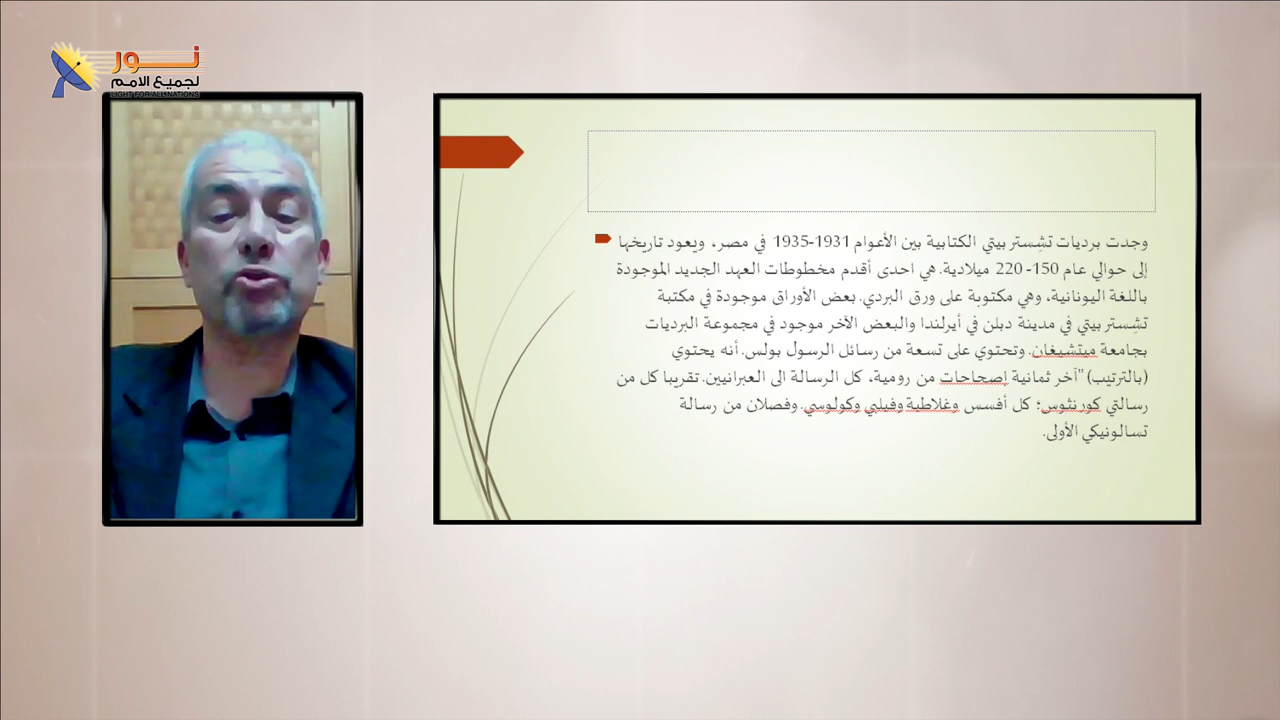 نور
لجميع الامم
LIGHT FOR ALL NATIONS
وجدت برديات تشستر بيتي الكتابية بين الأعوام 1931-1935 في مصر، ويعود تاريخها
إلى حوالي عام 150- 220 ميلادية. هي احدى أقدم مخطوطات العهد الجديد الموجودة
باللغة اليونانية، وهي مكتوبة على ورق البردي. بعض الأوراق موجودة في مكتبة
تشِستر بيتي في مدينة دبلن في أيرلندا والبعض الآخر موجود في مجموعة البرديات
بجامعة ميتشيغان. وتحتوي على تسعة من رسائل الرسول بولس. أنه يحتوي
(بالترتيب) "آخر ثمانية إصحاحات من رومية، كل الرسالة الى العبرانيين. تقريبا كل من
رسالتي كورنثوس؛ كل أفسس وغلاطية وفيلبي وكولوسي. وفصلان من رسالة
تسالونيكي الأولى.